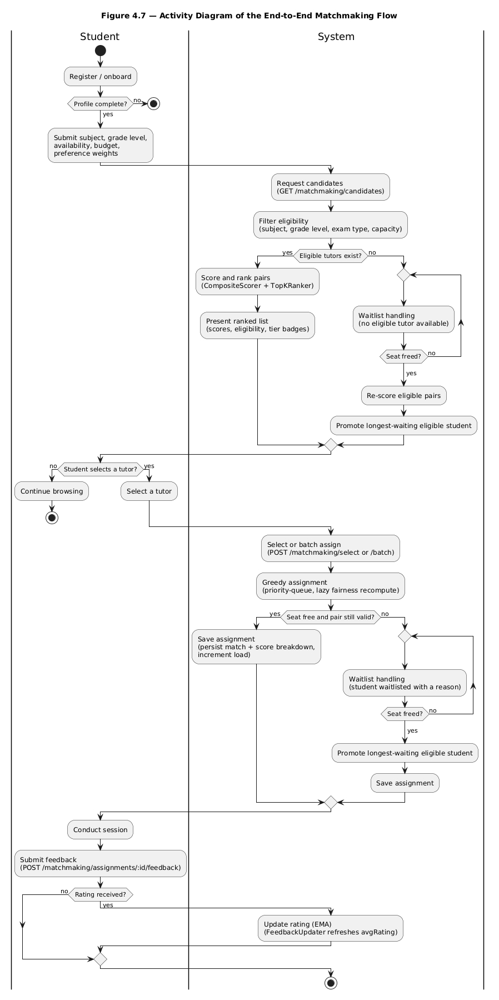 Figure 4.7 — Activity Diagram of the End-to-End Matchmaking Flow
Student
System
Register / onboard
Profile complete?
no
yes
Submit subject, grade level,
availability, budget,
preference weights
Request candidates
(GET /matchmaking/candidates)
Filter eligibility
(subject, grade level, exam type, capacity)
yes
Eligible tutors exist?
no
Score and rank pairs
(CompositeScorer + TopKRanker)
Present ranked list
(scores, eligibility, tier badges)
Waitlist handling
(no eligible tutor available)
Seat freed?
no
yes
Re-score eligible pairs
Promote longest-waiting eligible student
no
Student selects a tutor?
yes
Continue browsing
Select a tutor
Select or batch assign
(POST /matchmaking/select or /batch)
Greedy assignment
(priority-queue, lazy fairness recompute)
yes
Seat free and pair still valid?
no
Save assignment
(persist match + score breakdown,
increment load)
Waitlist handling
(student waitlisted with a reason)
Seat freed?
no
yes
Promote longest-waiting eligible student
Save assignment
Conduct session
Submit feedback
(POST /matchmaking/assignments/:id/feedback)
no
Rating received?
yes
Update rating (EMA)
(FeedbackUpdater refreshes avgRating)